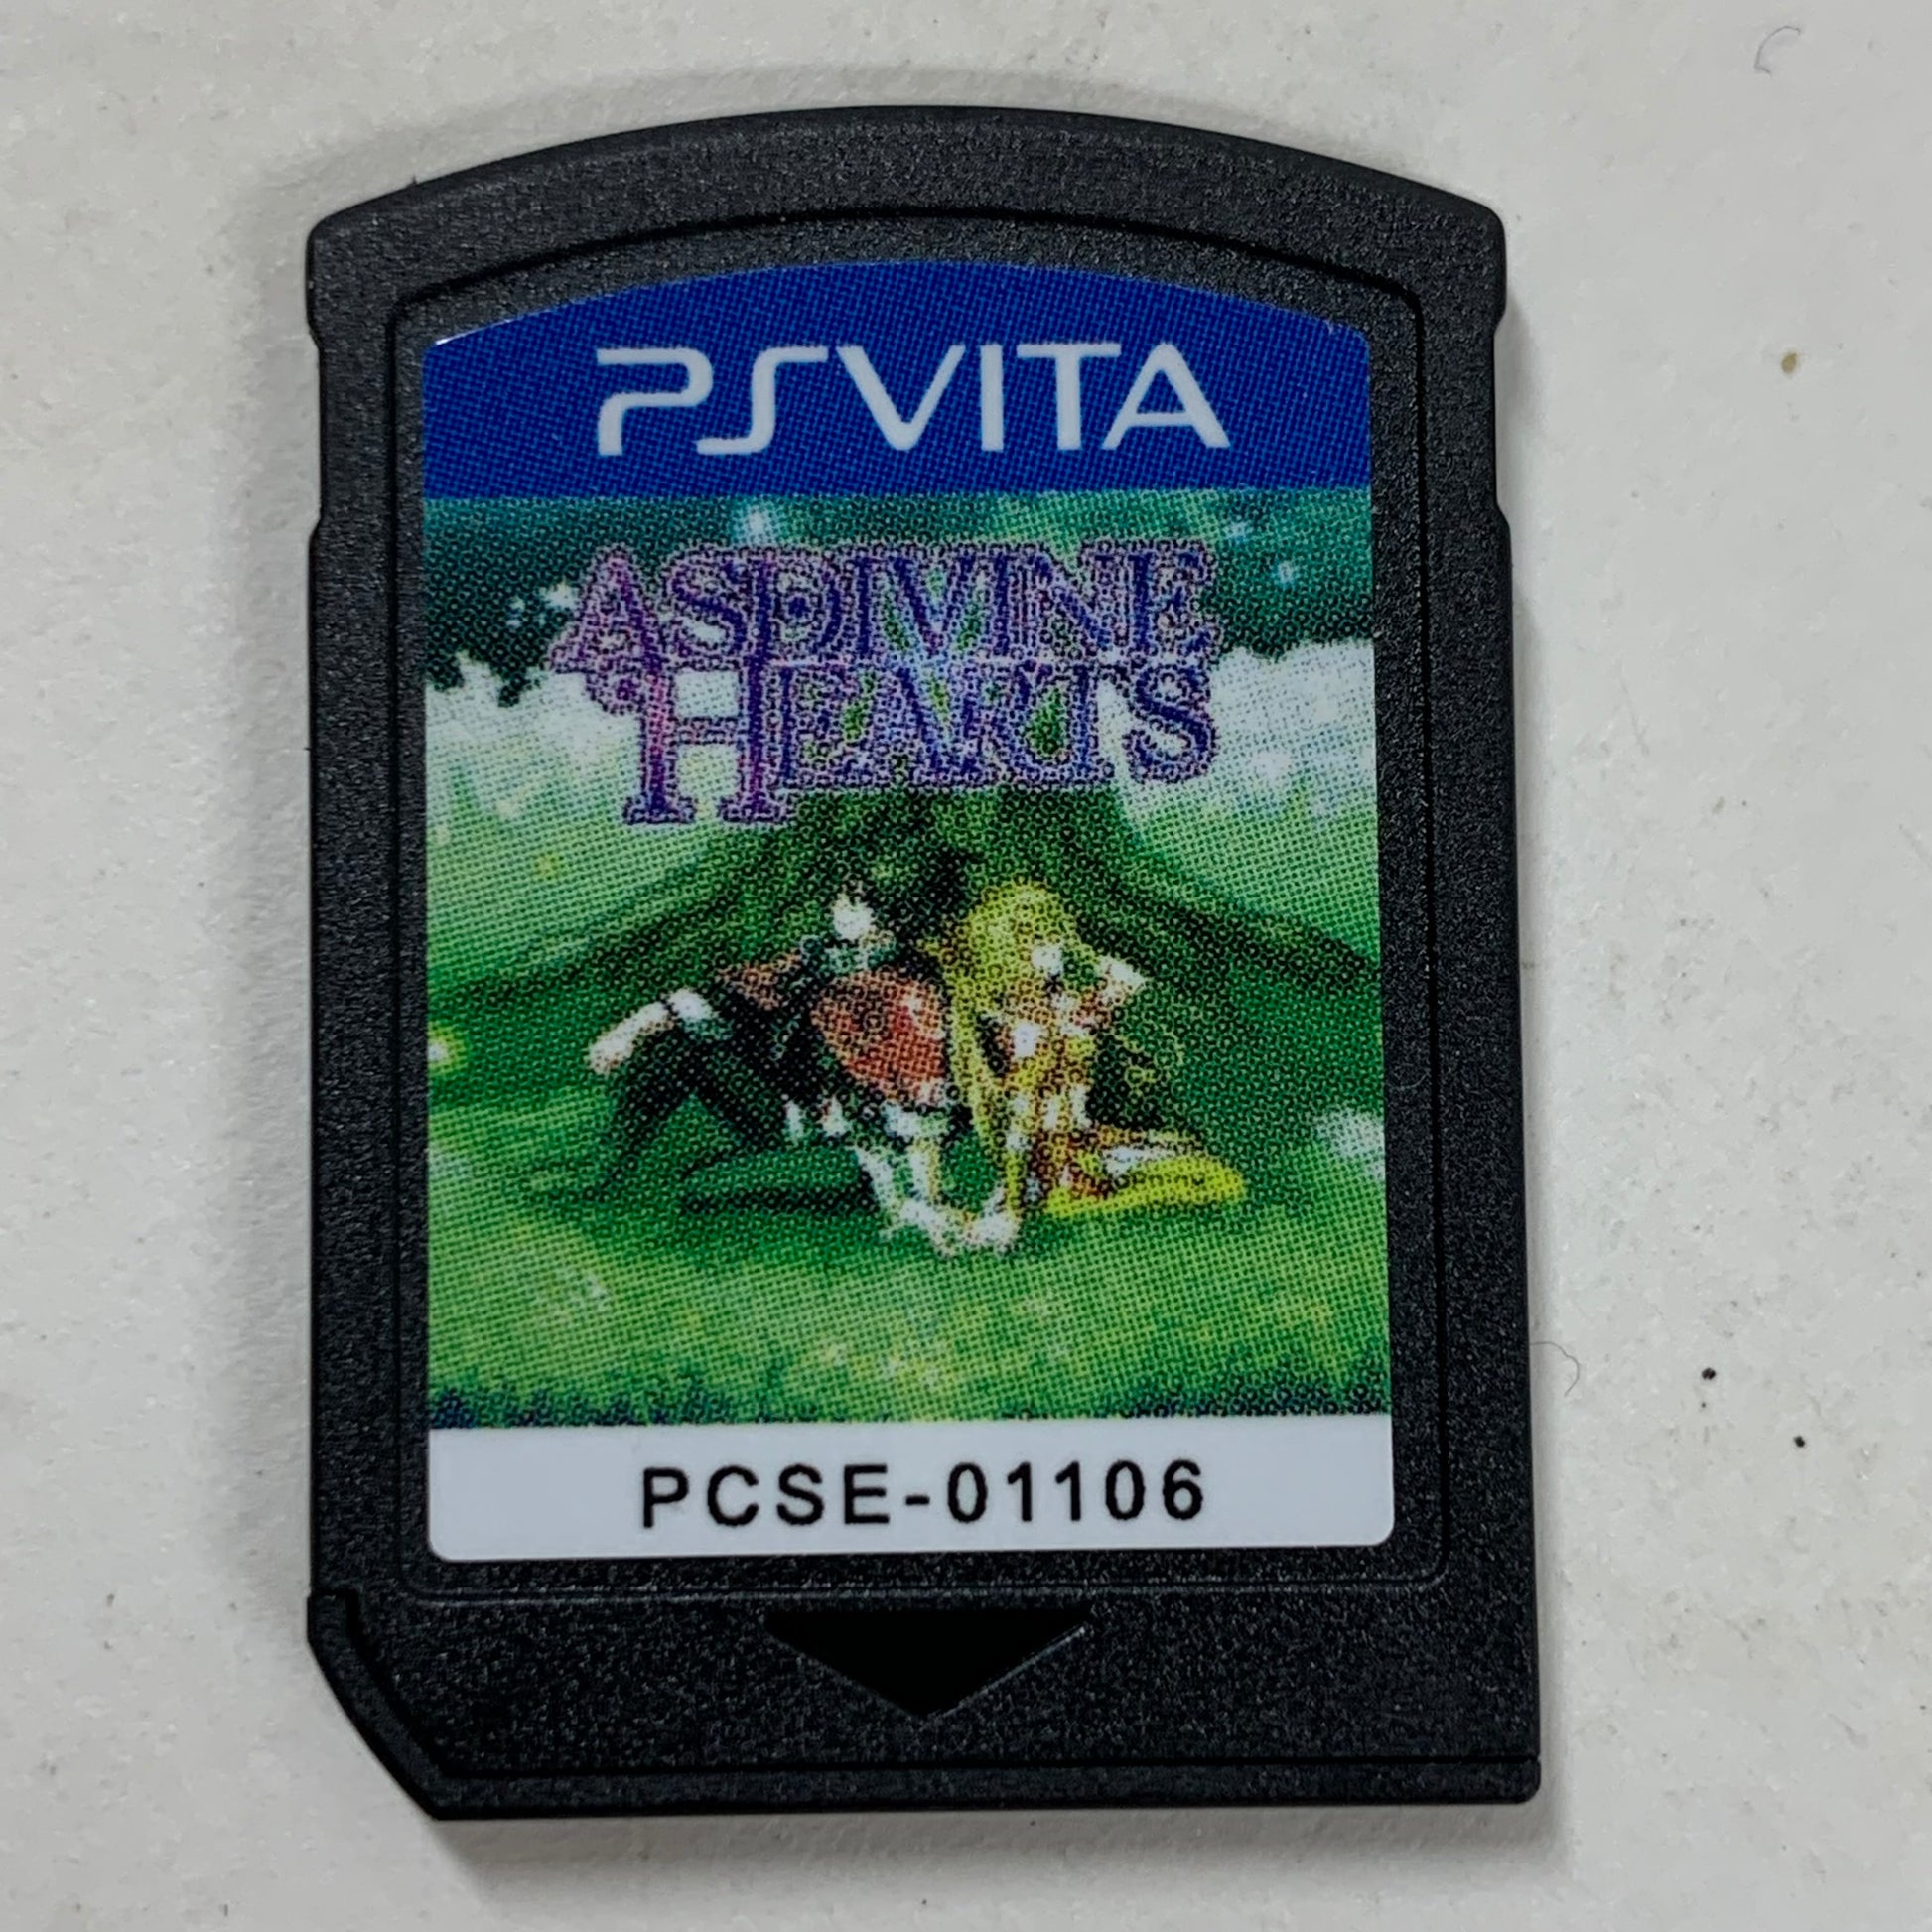 PSVITA
ASDIVINE
HEARTS
PCSE-01106